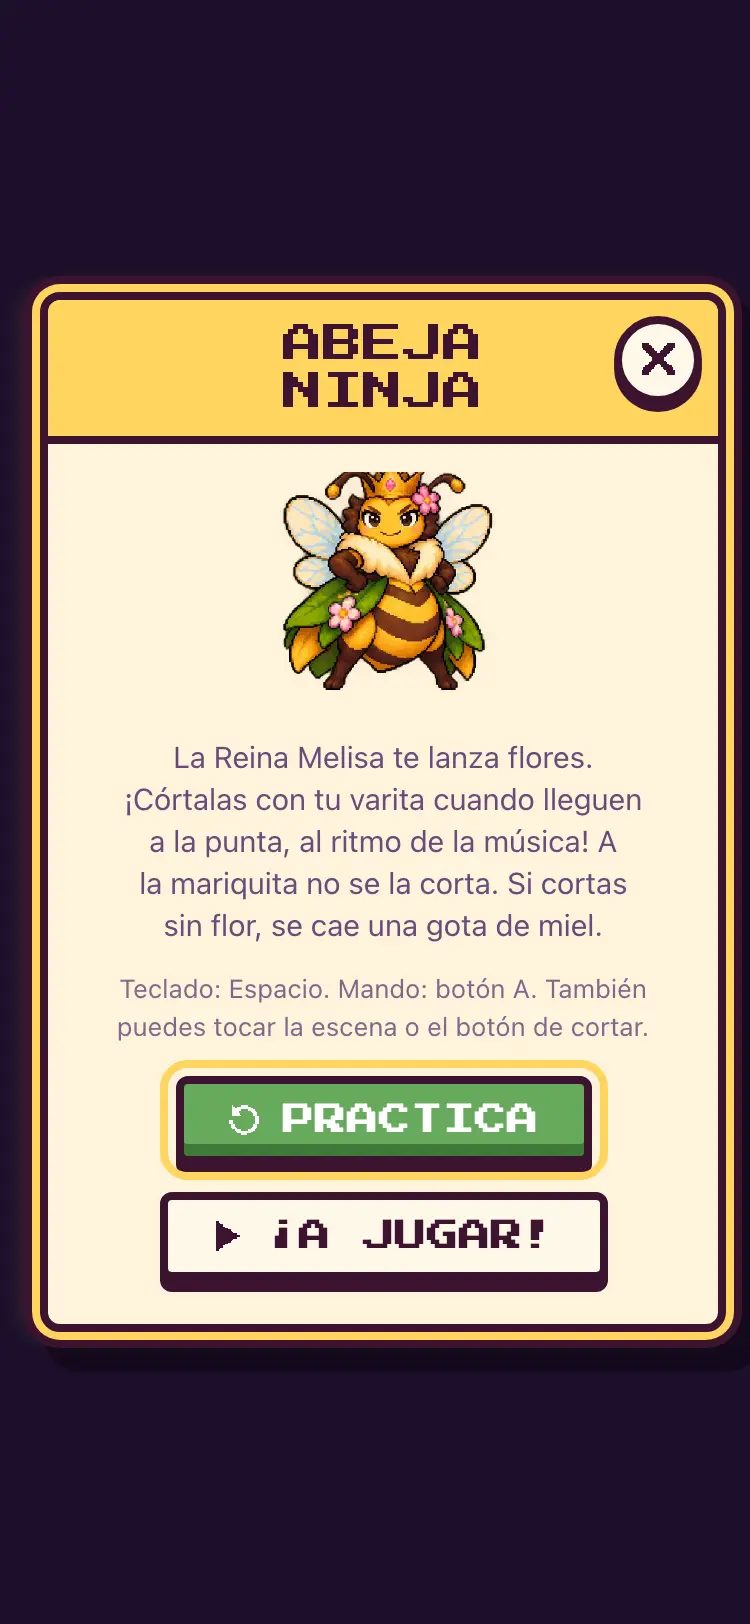 ABEJA
NINJA
La Reina Melisa te lanza flores.
¡Córtalas con tu varita cuando lleguen
a la punta, al ritmo de la música! A
la mariquita no se la corta. Si cortas
sin flor, se cae una gota de miel.
Teclado: Espacio. Mando: botón A. También
puedes tocar la escena o el botón de cortar.
PRACTICA
¡A JUGAR!